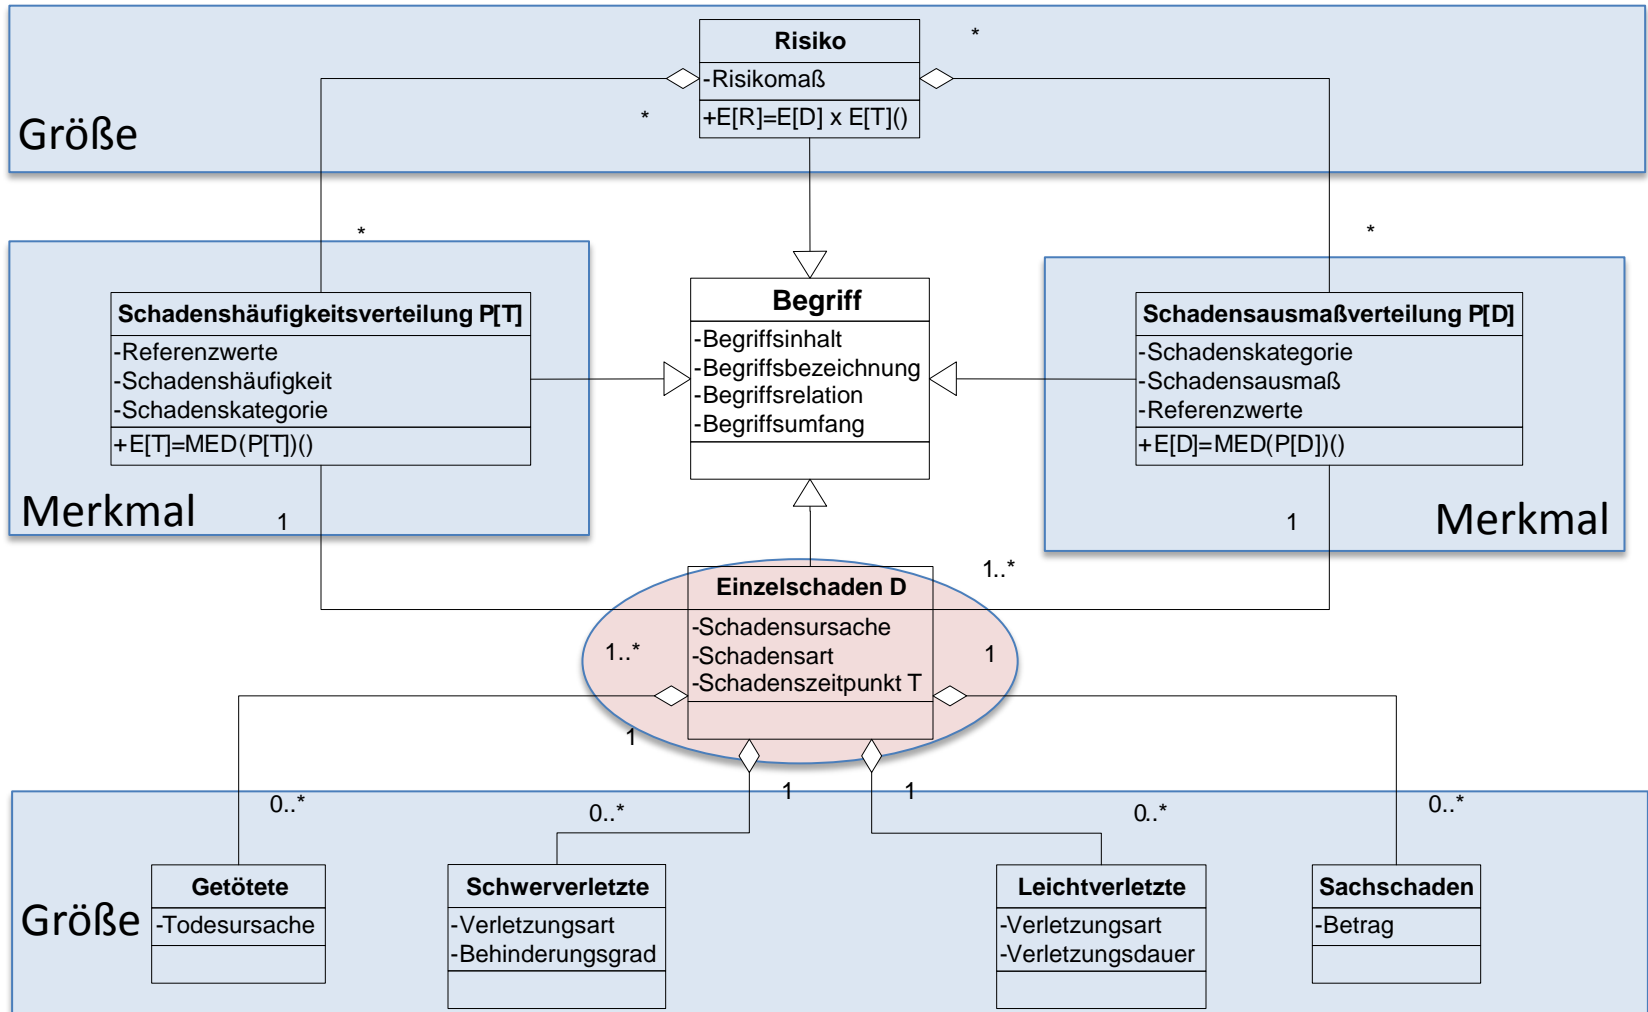 Risiko
*
-Risikomaß
*
+E[R]=E[D] x E[T]()
Größe
*
*
Schadenshäufigkeitsverteilung P[T]
-Referenzwerte
-Schadenshäufigkeit
-Schadenskategorie
+E[T]=MED(P[T])()
Merkmal
1
Begriff
-Begriffsinhalt
-Begriffsbezeichnung
-Begriffsrelation
-Begriffsumfang
Schadensausmaßverteilung P[D]
-Schadenskategorie
-Schadensausmaß
-Referenzwerte
+E[D]=MED(P[D])()
1
Merkmal
1..*
Einzelschaden D
-Schadensursache
-Schadensart
-Schadenszeitpunkt T
1..*
1
1
1
1
0..*
0..*
0..*
0..*
Größe
Getötete
-Todesursache
Schwerverletzte
-Verletzungsart
-Behinderungsgrad
Leichtverletzte
-Verletzungsart
-Verletzungsdauer
Sachschaden
-Betrag